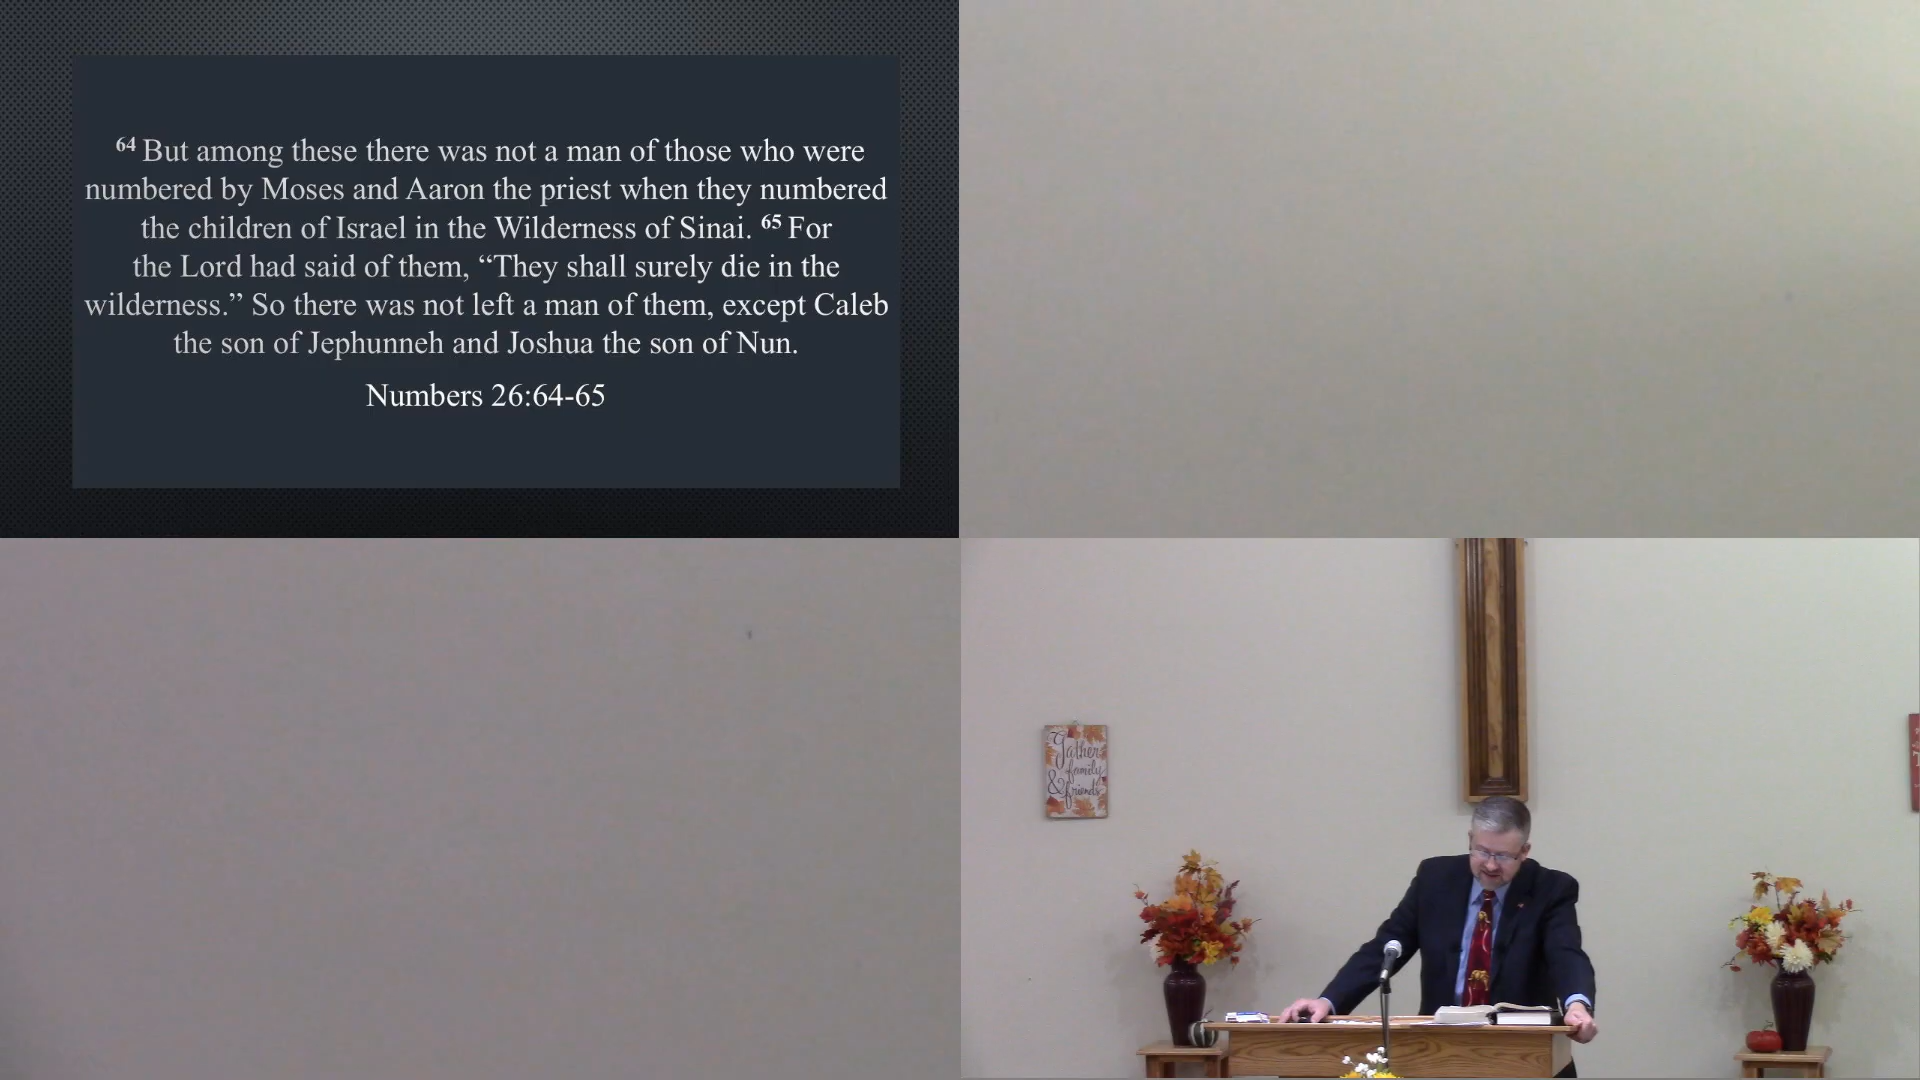 64 But among these there was not a man of those who were
numbered by Moses and Aaron the priest when they numbered
the children of Israel in the Wilderness of Sinai. 65 For
the Lord had said of them, “They shall surely die in the
wilderness.” So there was not left a man of them, except Caleb
the son of Jephunneh and Joshua the son of Nun.
Numbers 26:64-65
Gather
family
& friends